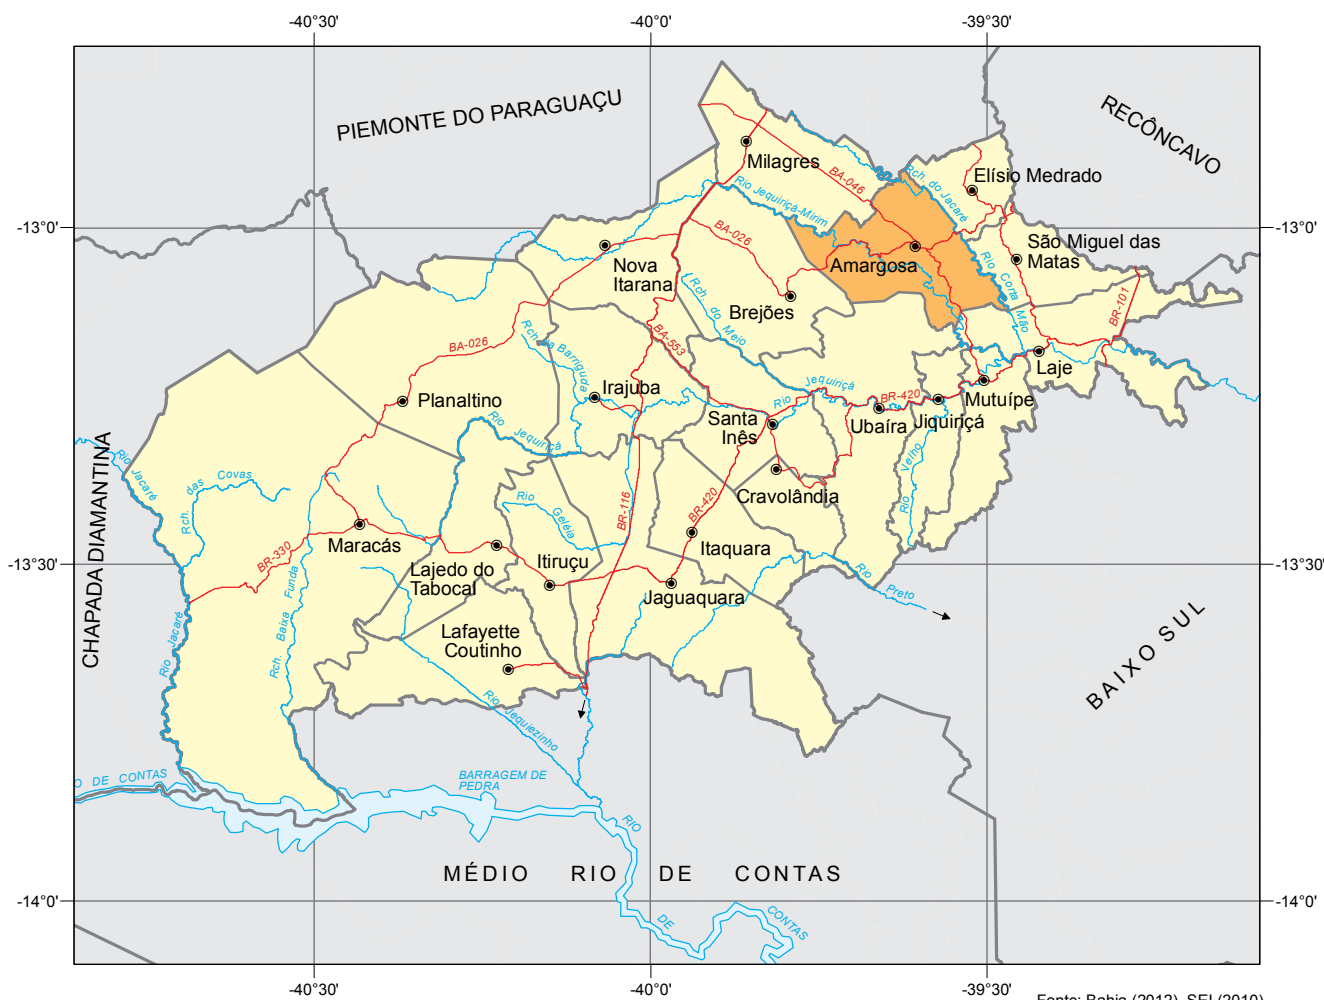 -40°30'
-40°0'
-39°30'
PIEMONTE DO PARAGUAÇU
RECÔNCAVO
Milagres
BA-046
Rch. do Jacaré
Elísio Medrado
Rio Jequiriçá-Mirim
-13°0'
-13°0'
BA-026
Nova
Itarana
Amargosa
Rio Corta Mão
São Miguel das
Matas
Rch. do Meio
Brejões
BR-101
BA-026
Rch da Barriguda
BA-553
Laje
Planaltino
Irajuba
Jequiriçá
Rio
BR-420
Mutuípe
Santa
Inês
Ubaíra
Jiquiriçá
Rio Jequiriçá
CHAPADA DIAMANTINA
Rio Jacaré
Rch. das Covas
Rio Velho
Cravolândia
Rio Geléia
BR-116
BR-420
Maracás
Itaquara
BR-330
Lajedo do
Tabocal
Itiruçu
-13°30'
-13°30'
Jaguaquara
Rio Preto
Rch. Baixa Funda
Rio Jacaré
Lafayette
Coutinho
BAIXO SUL
Rio Jequiezinho
O DE CONTAS
BARRAGEM DE
PEDRA
RIO
DE
CONTAS
MÉDIO RIO DE CONTAS
-14°0'
-14°0'
-40°30'
-40°0'
-39°30'
Fonte: Bahia (2012), SEI (2010)